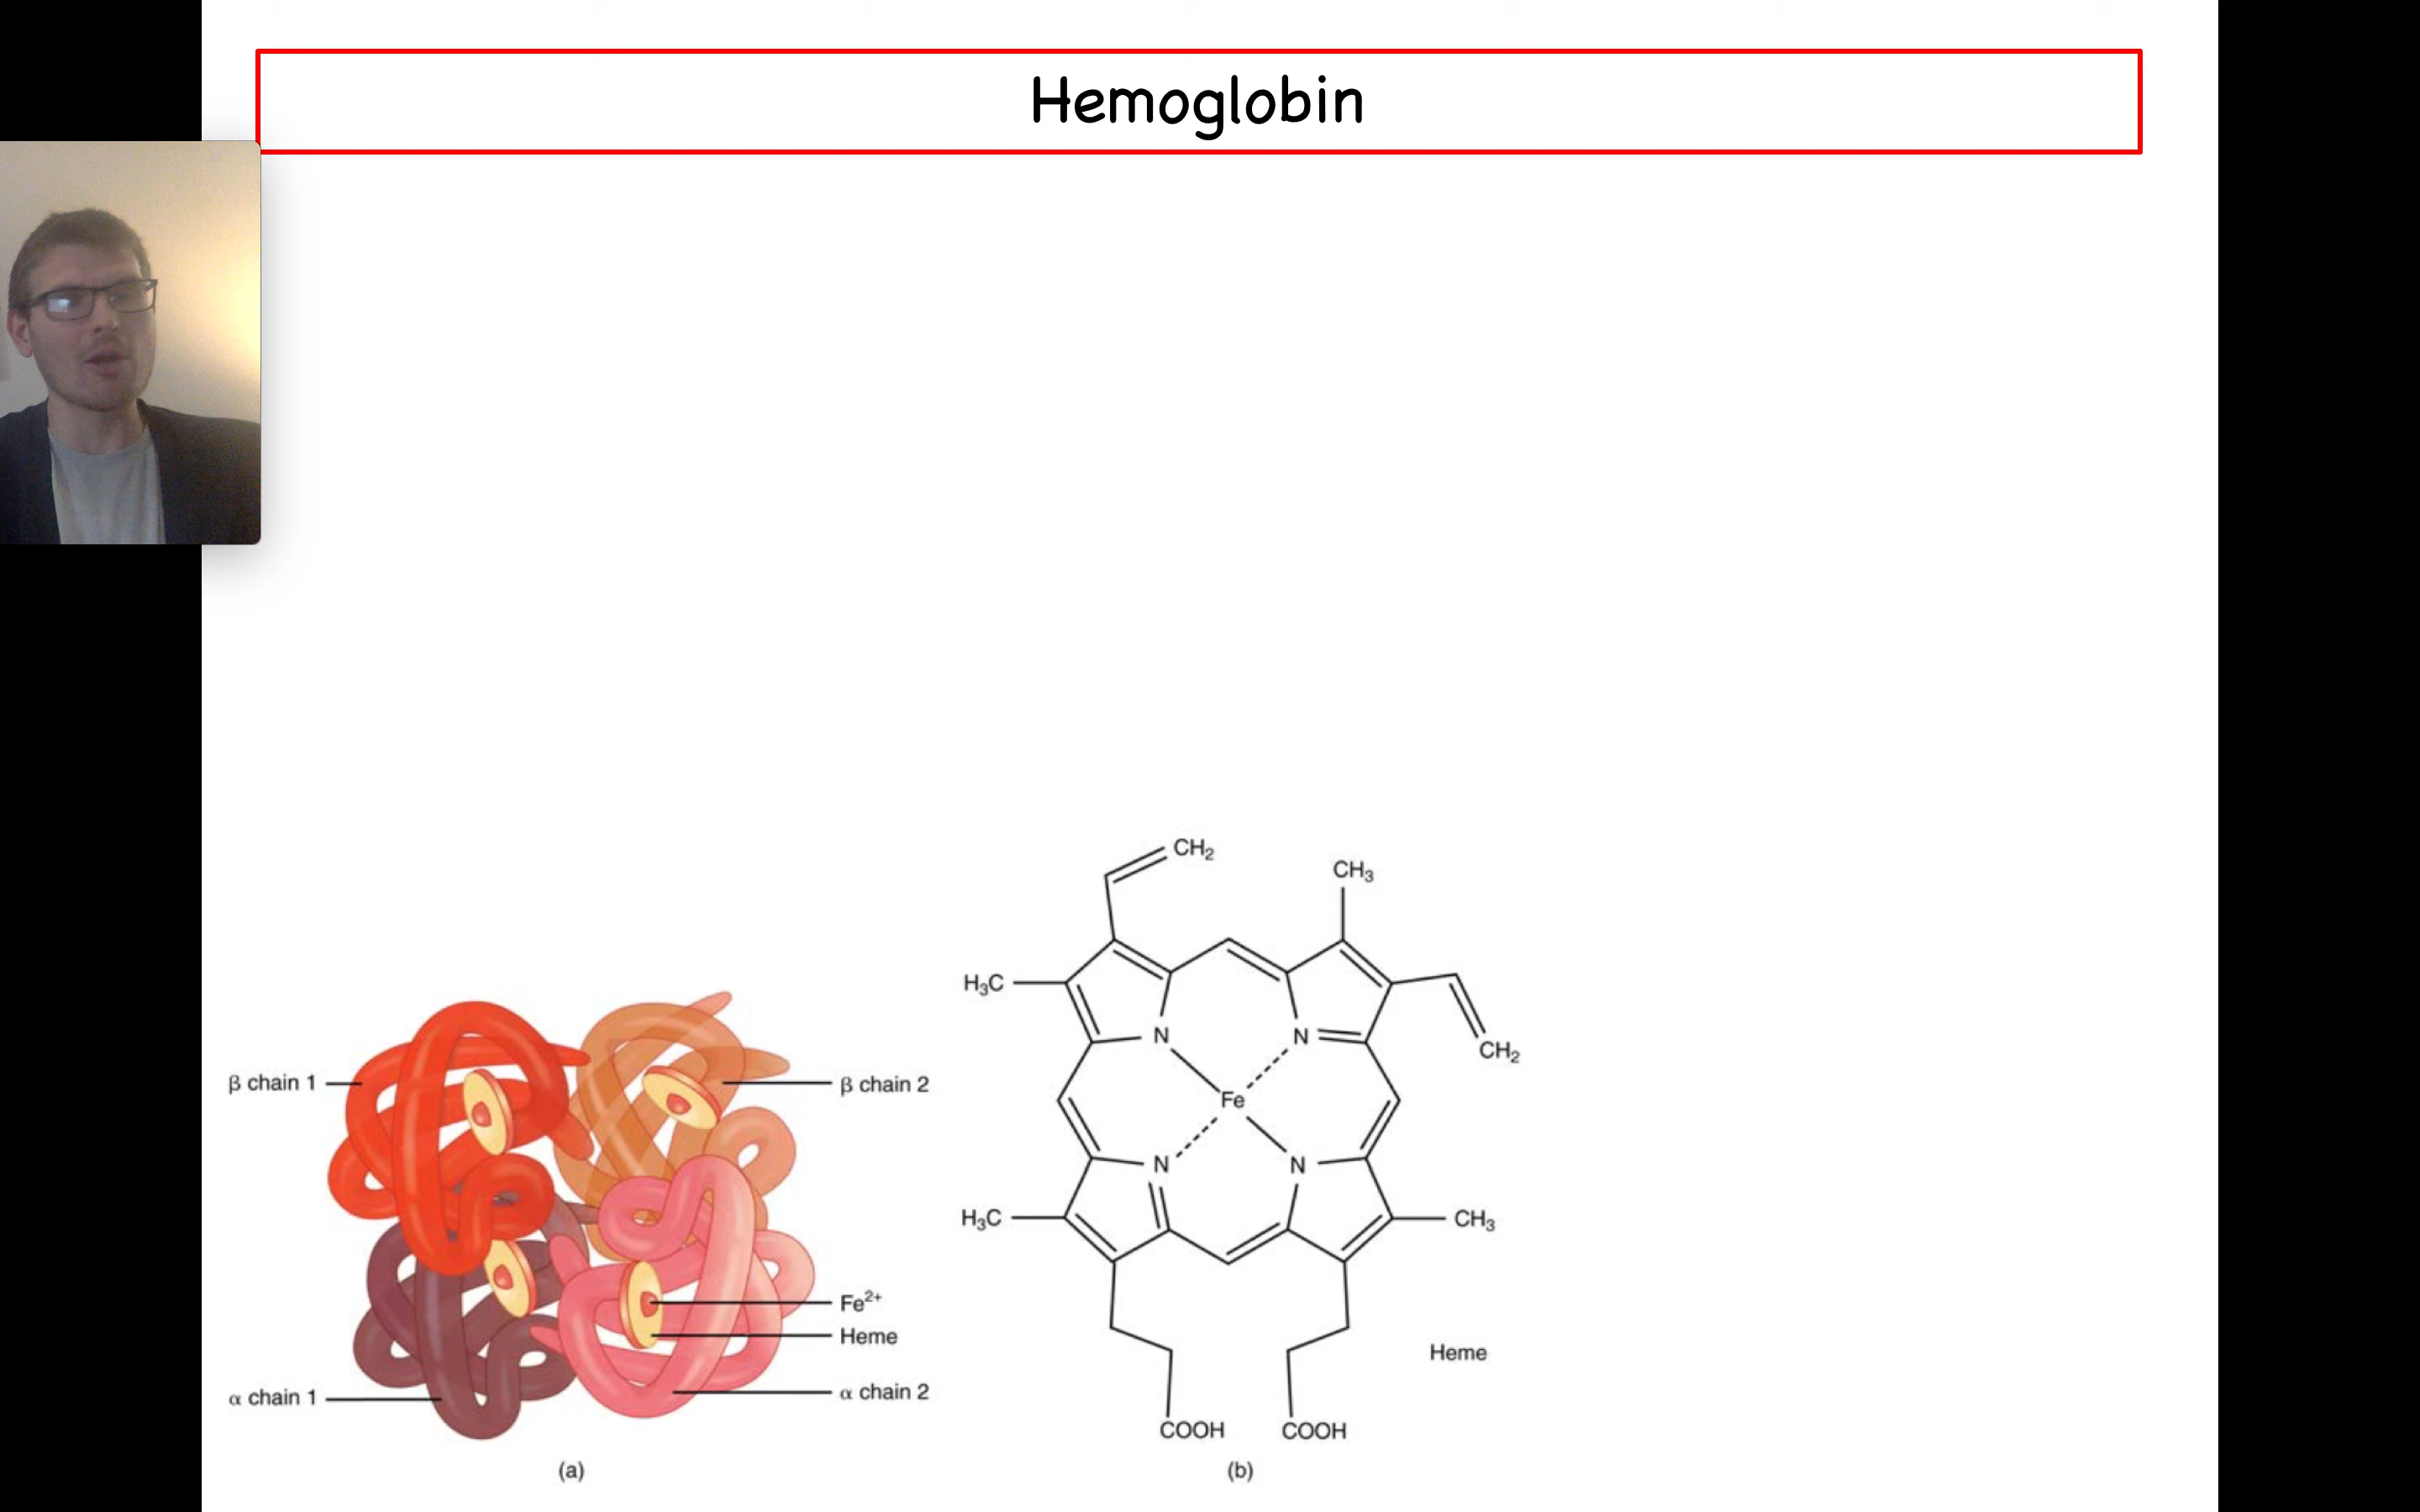 Hemoglobin
CH₂
CH₃
H₃C
N
N
CH₂
Fe
N
N
H₃C
CH₃
Heme
COOH
COOH
(b)
β chain 1
β chain 2
Fe²⁺
Heme
α chain 1
α chain 2
(a)